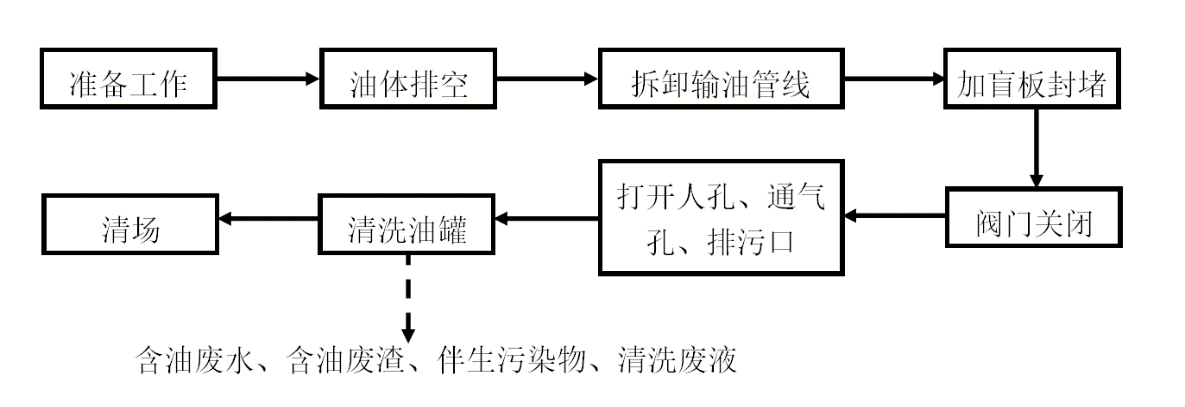 准备工作
油体排空
拆卸输油管线
加盲板封堵
阀门关闭
打开人孔、通气
孔、排污口
清洗油罐
清场
含油废水、含油废渣、伴生污染物、清洗废液